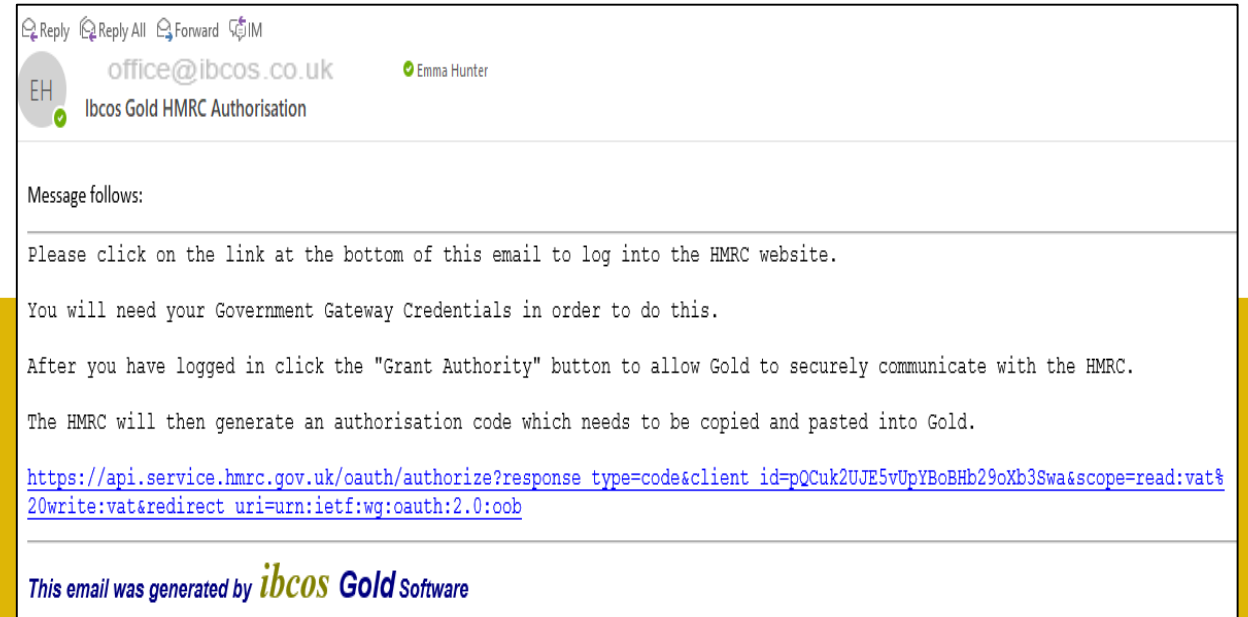 Reply Reply All Forward IM
EH
office@ibcos.co.uk Emma Hunter
Ibcos Gold HMRC Authorisation
Message follows:
Please click on the link at the bottom of this email to log into the HMRC website.
You will need your Government Gateway Credentials in order to do this.
After you have logged in click the "Grant Authority" button to allow Gold to securely communicate with the HMRC.
The HMRC will then generate an authorisation code which needs to be copied and pasted into Gold.
https://api.service.hmrc.gov.uk/oauth/authorize?response_type=code&client_id=pQCuk2UJE5vUpYBoBHb29oXb3Swa&scope=read:vat%
20write:vat&redirect_uri=urn:ietf:wg:oauth:2.0:oob
This email was generated by ibcos Gold Software